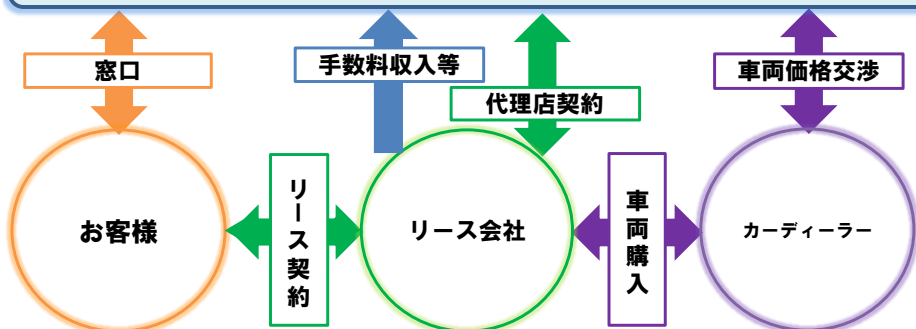 窓口
手数料収入等
代理店契約
車両価格交渉
お客様
リース契約
リース会社
車両購入
カーディーラー